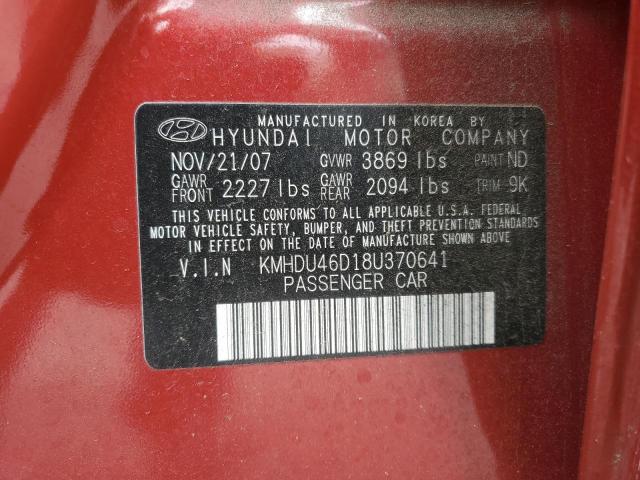 MANUFACTURED IN KOREA BY
HYUNDAI MOTOR COMPANY
NOV/21/07 GVWR 3869 lbs PAINT ND
GAWR FRONT 2227 lbs GAWR REAR 2094 lbs TRIM 9K
THIS VEHICLE CONFORMS TO ALL APPLICABLE U.S.A. FEDERAL
MOTOR VEHICLE SAFETY, BUMPER, AND THEFT PREVENTION STANDARDS
IN EFFECT ON THE DATE OF MANUFACTURE SHOWN ABOVE
V.I.N KMHDU46D18U370641
PASSENGER CAR